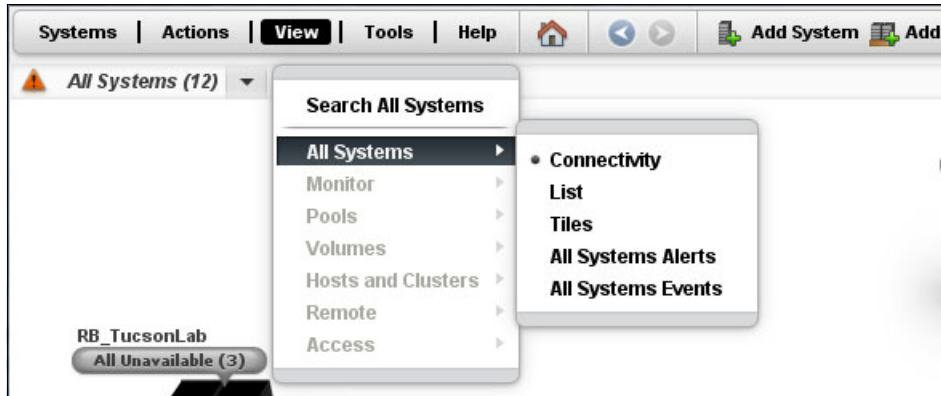 Systems | Actions | View | Tools | Help Add System Add
All Systems (12)
Search All Systems
All Systems
Monitor
Pools
Volumes
Hosts and Clusters
Remote
Access
Connectivity
List
Tiles
All Systems Alerts
All Systems Events
RB_TucsonLab
All Unavailable (3)